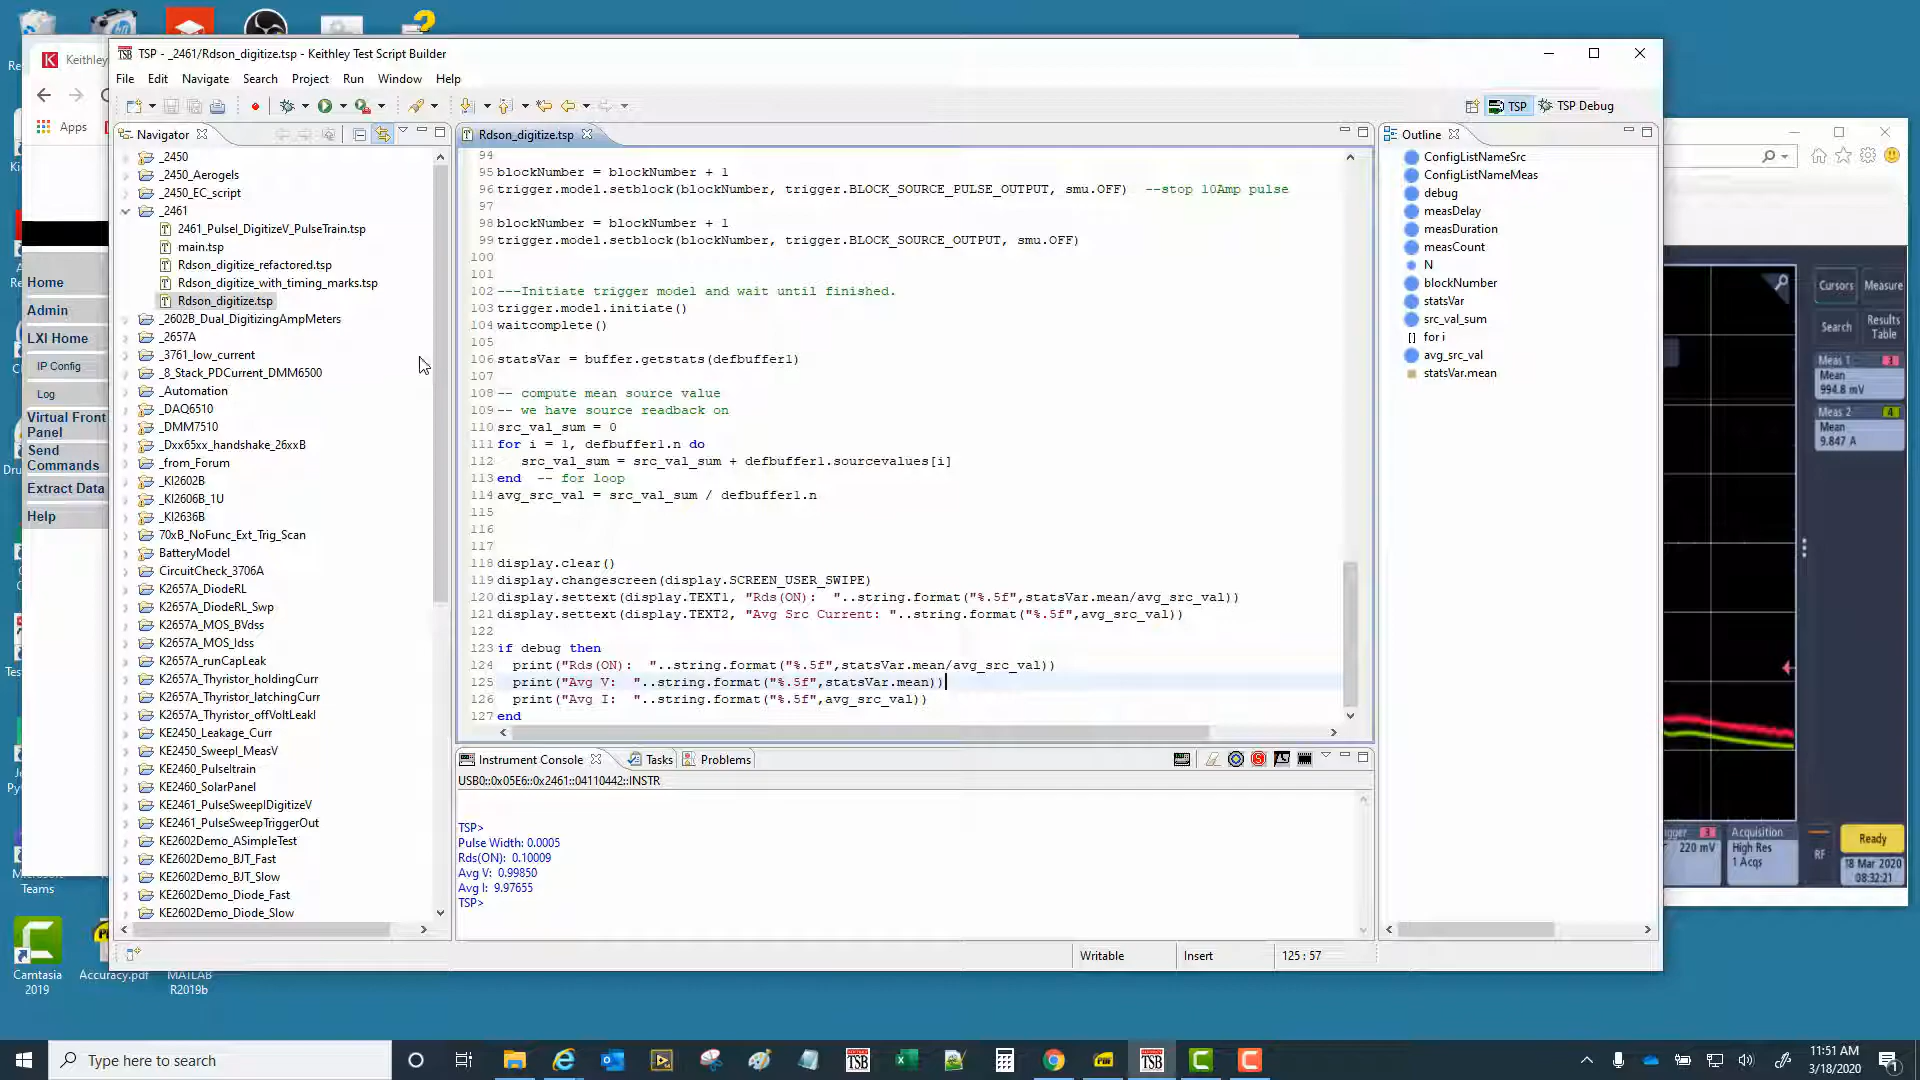 TSP - _2461/Rdson_digitize.tsp - Keithley Test Script Builder
Keithley
File Edit Navigate Search Project Run Window Help
Apps
TSP TSP Debug
Navigator
Rdson_digitize.tsp
Outline
_2450
_2450_Aerogels
_2450_EC_script
_2461
2461_PulseI_DigitizeV_PulseTrain.tsp
main.tsp
Rdson_digitize_refactored.tsp
Rdson_digitize_with_timing_marks.tsp
Rdson_digitize.tsp
_2602B_Dual_DigitizingAmpMeters
_2657A
_3761_low_current
_8_Stack_PDCurrent_DMM6500
_Automation
_DAQ6510
_DMM7510
_Dxx65xx_handshake_26xxB
_from_Forum
_KI2602B
_KI2606B_1U
_KI2636B
70xB_NoFunc_Ext_Trig_Scan
BatteryModel
CircuitCheck_3706A
K2657A_DiodeRL
K2657A_DiodeRL_Swp
K2657A_MOS_BVdss
K2657A_MOS_Idss
K2657A_runCapLeak
K2657A_Thyristor_holdingCurr
K2657A_Thyristor_latchingCurr
K2657A_Thyristor_offVoltLeakI
KE2450_Leakage_Curr
KE2450_SweepI_MeasV
KE2460_Pulseltrain
KE2460_SolarPanel
KE2461_PulseSweepIDigitizeV
KE2461_PulseSweepTriggerOut
KE2602Demo_ASimpleTest
KE2602Demo_BJT_Fast
KE2602Demo_BJT_Slow
KE2602Demo_Diode_Fast
KE2602Demo_Diode_Slow
Home
Admin
LXI Home
IP Config
Log
Virtual Front
Panel
Send
Commands
Extract Data
Help
94
95 blockNumber = blockNumber + 1
96 trigger.model.setblock(blockNumber, trigger.BLOCK_SOURCE_PULSE_OUTPUT, smu.OFF)  --stop 10Amp pulse
97
98 blockNumber = blockNumber + 1
99 trigger.model.setblock(blockNumber, trigger.BLOCK_SOURCE_OUTPUT, smu.OFF)
100
101
102 ---Initiate trigger model and wait until finished.
103 trigger.model.initiate()
104 waitcomplete()
105
106 statsVar = buffer.getstats(defbuffer1)
107
108 -- compute mean source value
109 -- we have source readback on
110 src_val_sum = 0
111 for i = 1, defbuffer1.n do
112   src_val_sum = src_val_sum + defbuffer1.sourcevalues[i]
113 end  -- for loop
114 avg_src_val = src_val_sum / defbuffer1.n
115
116
117
118 display.clear()
119 display.changescreen(display.SCREEN_USER_SWIPE)
120 display.settext(display.TEXT1, "Rds(ON):  "..string.format("%.5f",statsVar.mean/avg_src_val))
121 display.settext(display.TEXT2, "Avg Src Current: "..string.format("%.5f",avg_src_val))
122
123 if debug then
124   print("Rds(ON):  "..string.format("%.5f",statsVar.mean/avg_src_val))
125   print("Avg V:  "..string.format("%.5f",statsVar.mean))
126   print("Avg I:  "..string.format("%.5f",avg_src_val))
127 end
Instrument Console Tasks Problems
USB0::0x05E6::0x2461::04110442::INSTR
TSP>
Pulse Width: 0.0005
Rds(ON):  0.10009
Avg V:  0.99850
Avg I:  9.97655
TSP>
ConfigListNameSrc
ConfigListNameMeas
debug
measDelay
measDuration
measCount
N
blockNumber
statsVar
src_val_sum
[] for i
avg_src_val
statsVar.mean
Writable Insert 125 : 57
Cursors Measure
Search Results
Table
Meas 1 3
Mean
994.8 mV
Meas 2 4
Mean
9.847 A
3
220 mV
Acquisition
High Res
1 Acqs
RF
Ready
18 Mar 2020
08:32:21
Teams
Camtasia
2019
Accuracy.pdf
MATLAB
R2019b
Type here to search
TSB
TSB
11:51 AM
3/18/2020
1